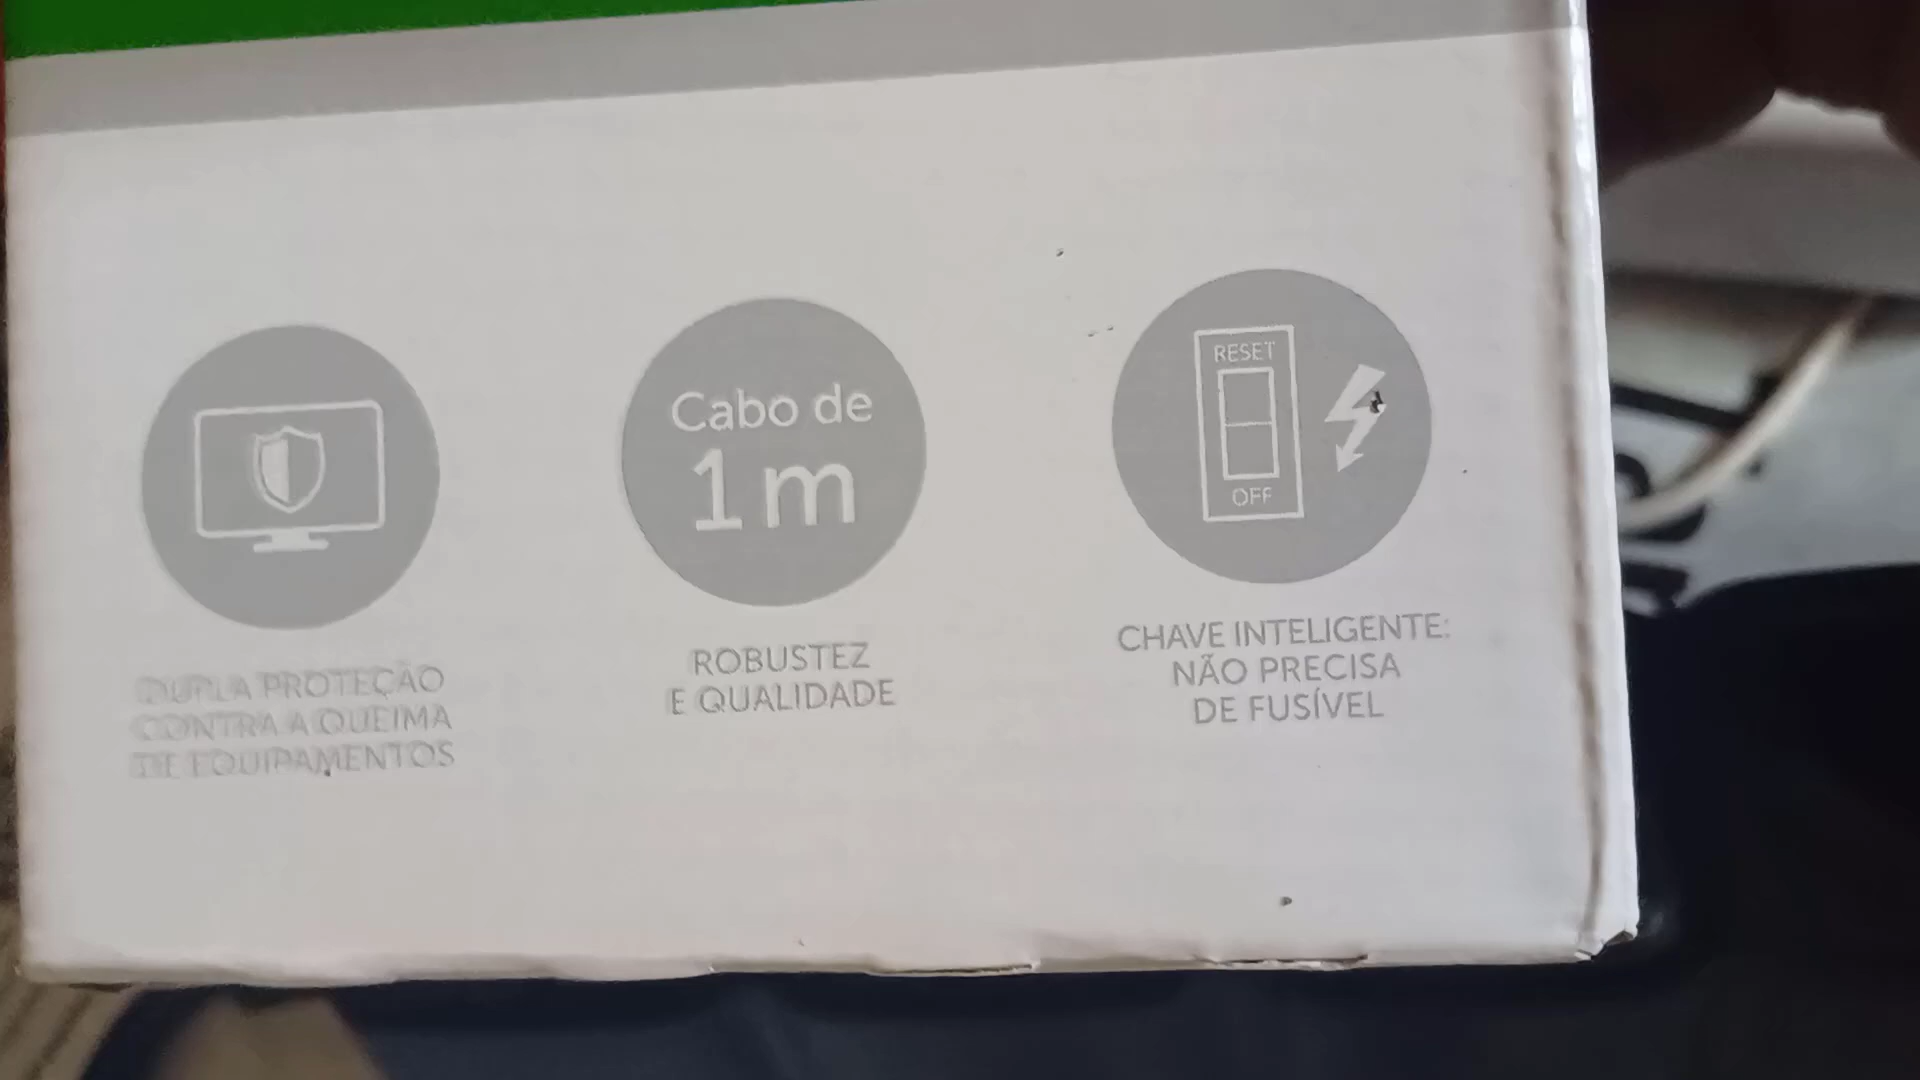 DUPLA PROTEÇÃO
CONTRA A QUEIMA
DE EQUIPAMENTOS
Cabo de
1 m
ROBUSTEZ
E QUALIDADE
RESET
OFF
CHAVE INTELIGENTE:
NÃO PRECISA
DE FUSÍVEL